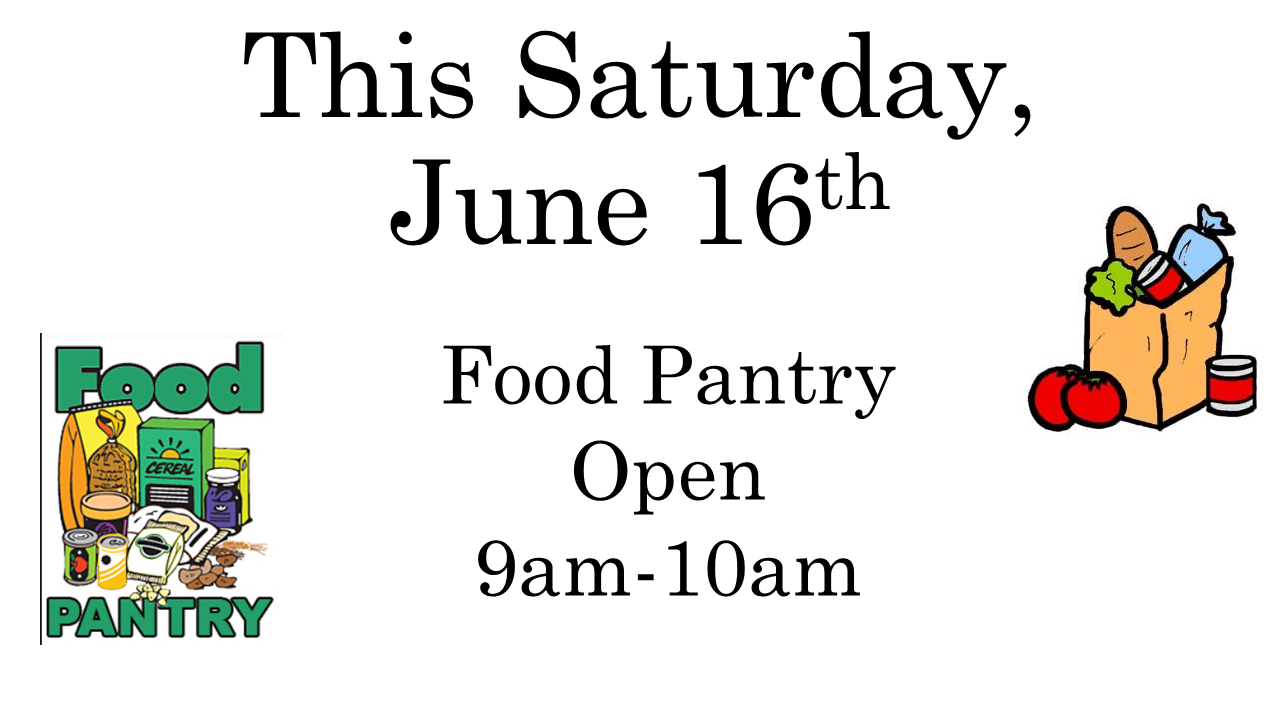 This Saturday,
June 16th
Food
CEREAL
PANTRY
Food Pantry
Open
9am-10am